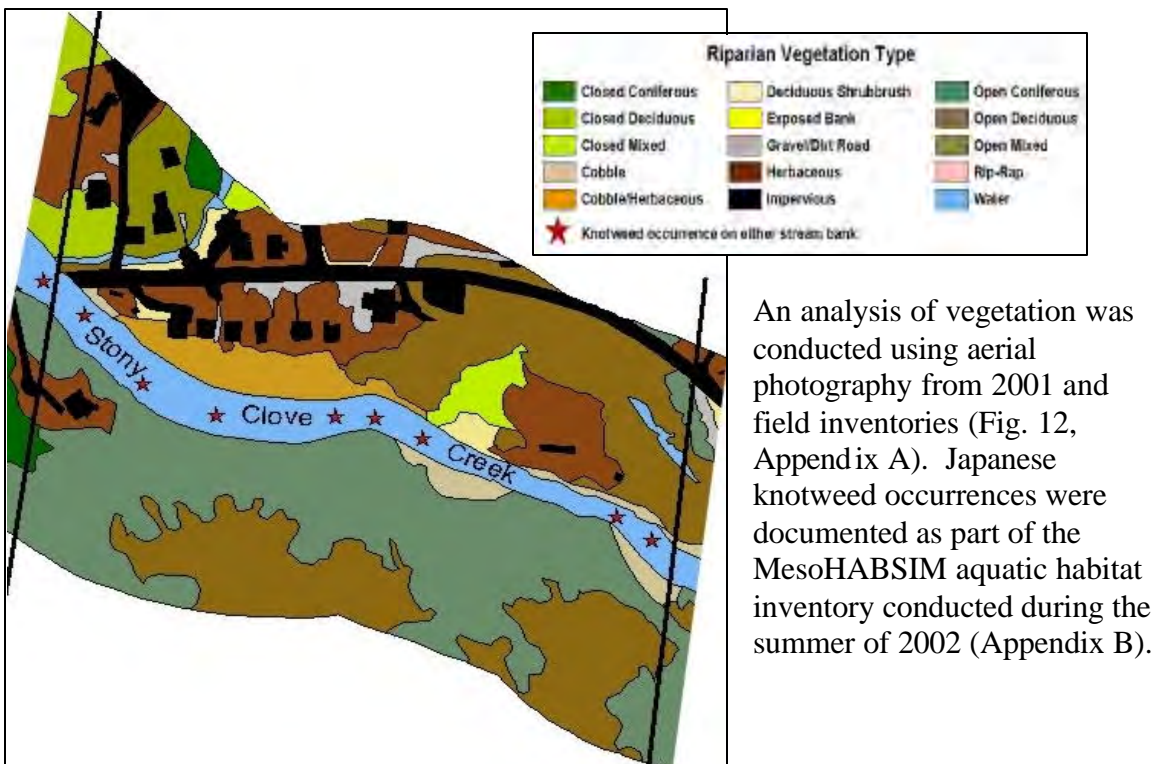 Riparian Vegetation Type
Closed Coniferous
Closed Deciduous
Closed Mixed
Cobble
Cobble/Herbaceous
Deciduous Shrubbrush
Exposed Bank
Gravel/Dirt Road
Herbaceous
Impervious
Open Coniferous
Open Deciduous
Open Mixed
Rip-Rap
Water
Knotweed occurrence on either stream bank
Stony Clove Creek
An analysis of vegetation was
conducted using aerial
photography from 2001 and
field inventories (Fig. 12,
Appendix A). Japanese
knotweed occurrences were
documented as part of the
MesoHABSIM aquatic habitat
inventory conducted during the
summer of 2002 (Appendix B).